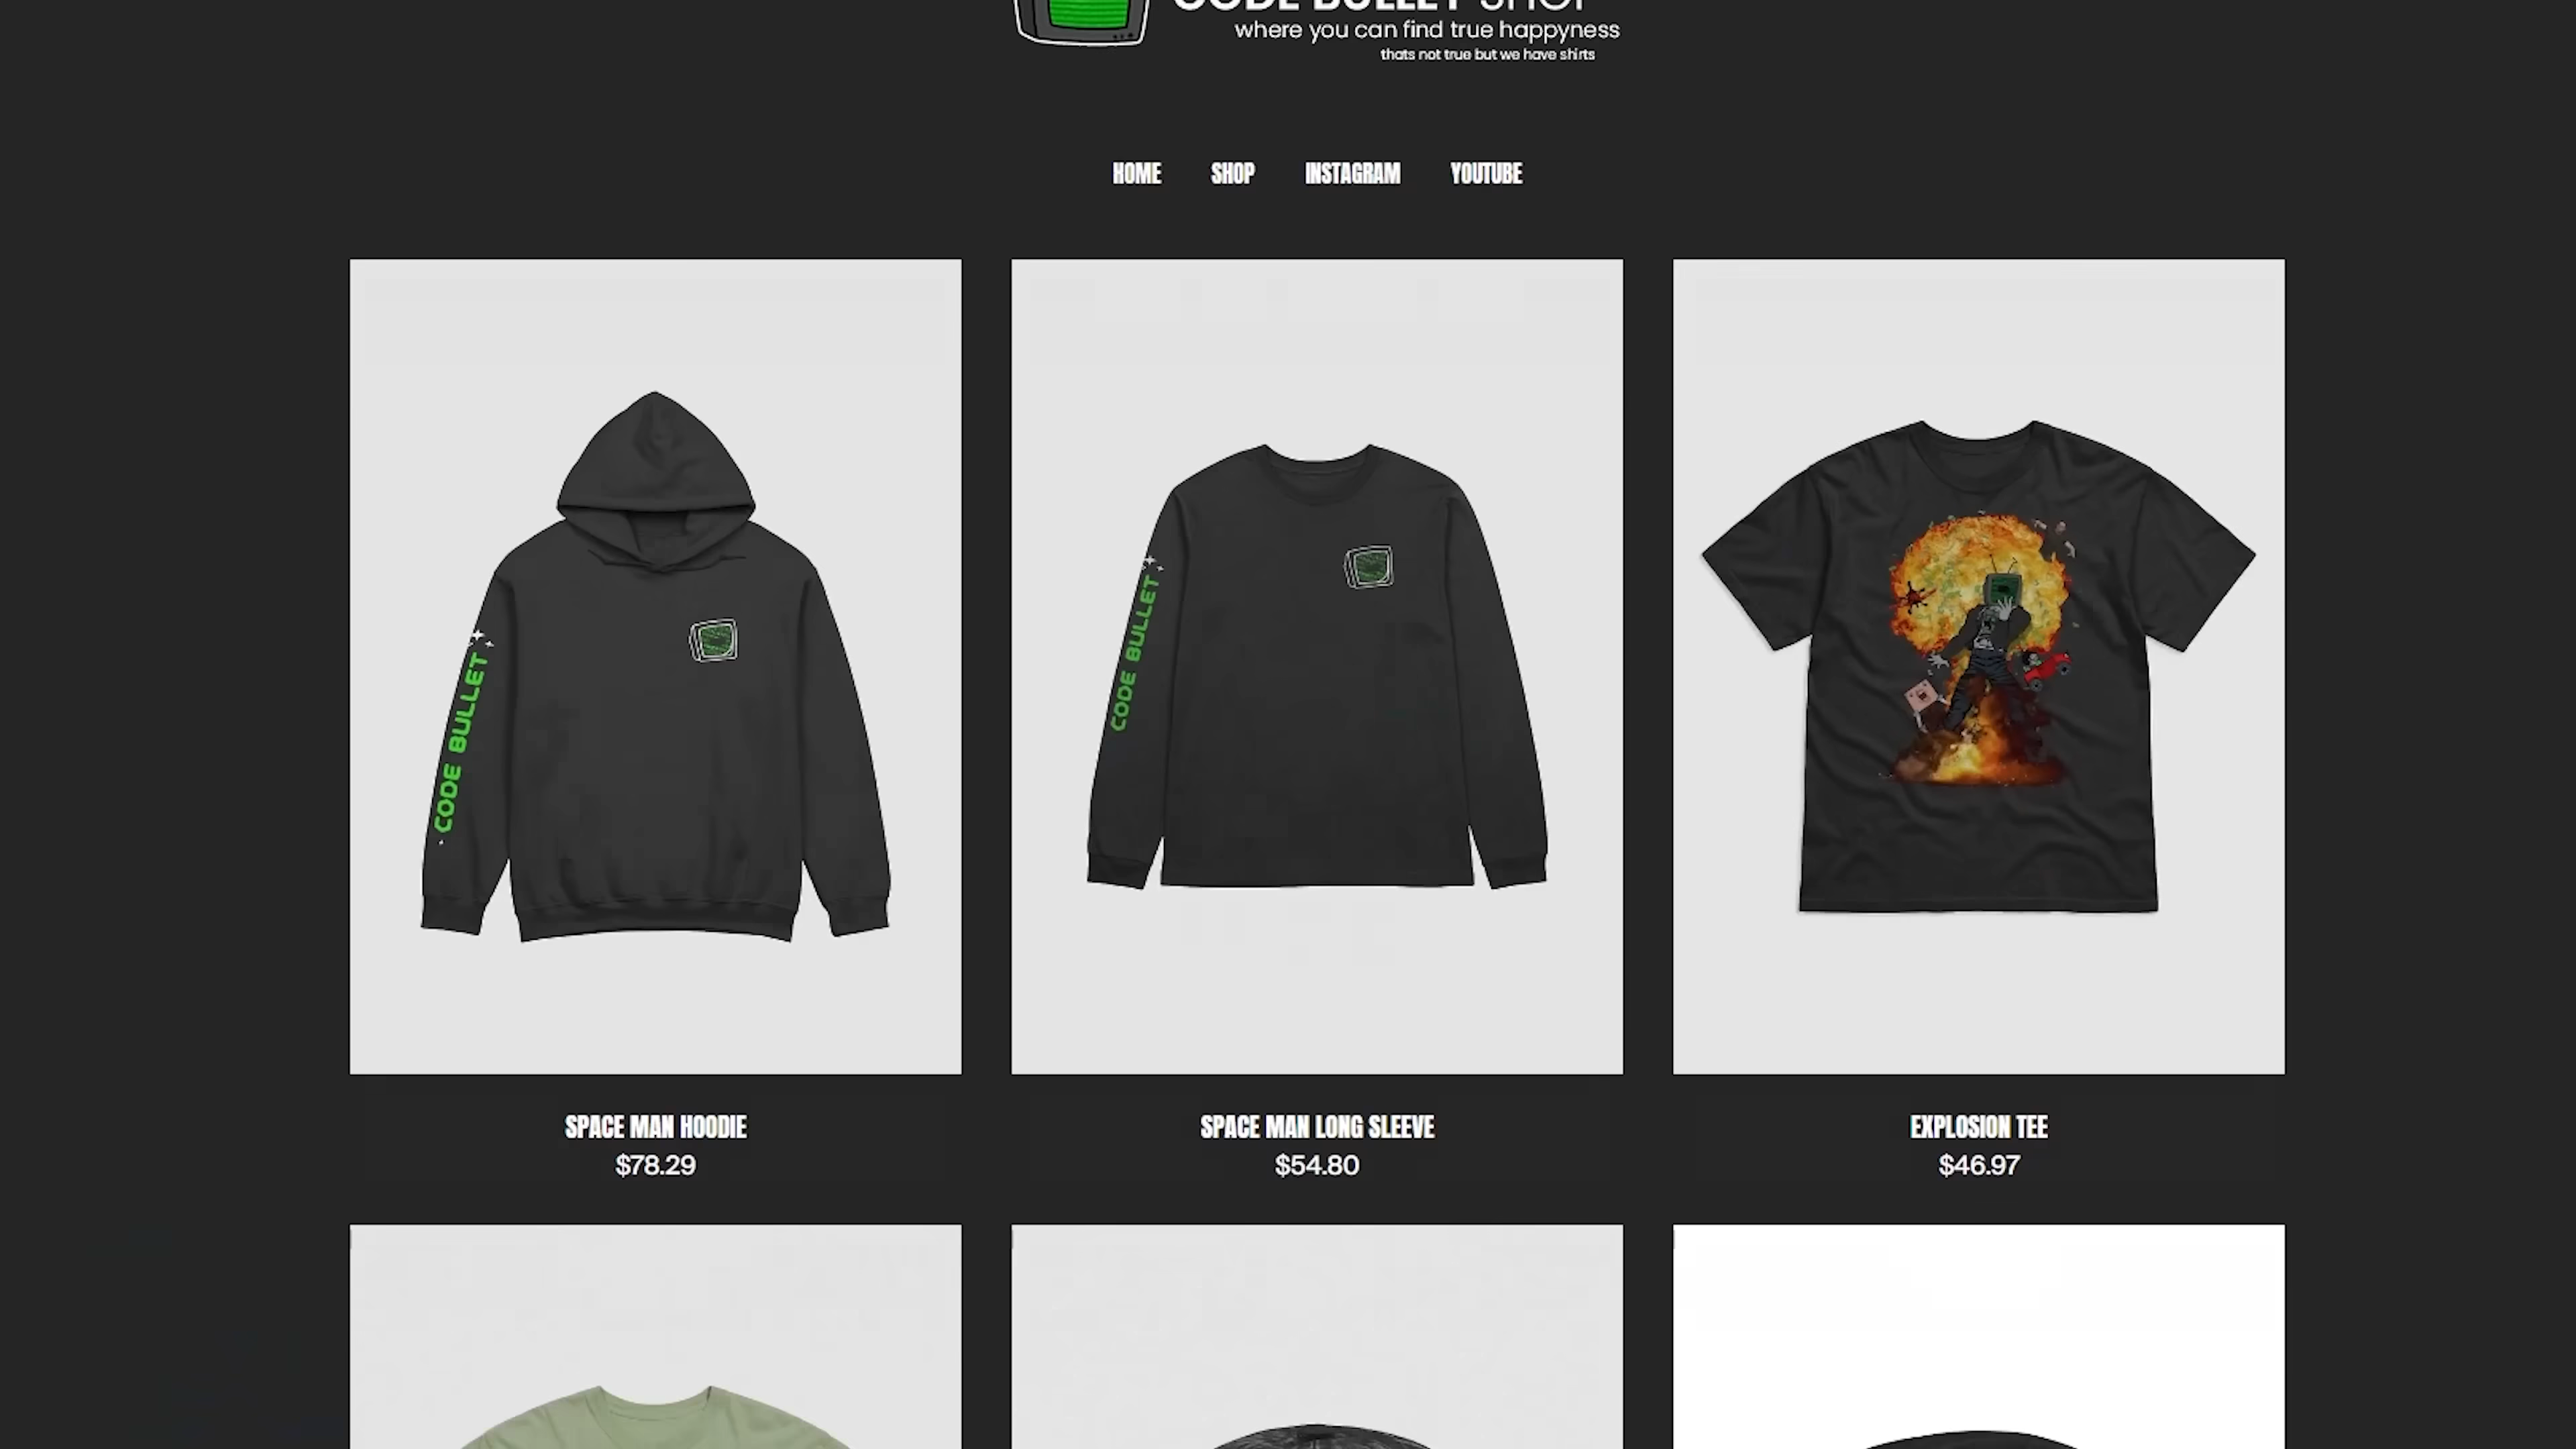 CODE BULLET SHOP
where you can find true happyness
thats not true but we have shirts
HOME SHOP INSTAGRAM YOUTUBE
CODE BULLET
CODE BULLET
SPACE MAN HOODIE
$78.29
SPACE MAN LONG SLEEVE
$54.80
EXPLOSION TEE
$46.97